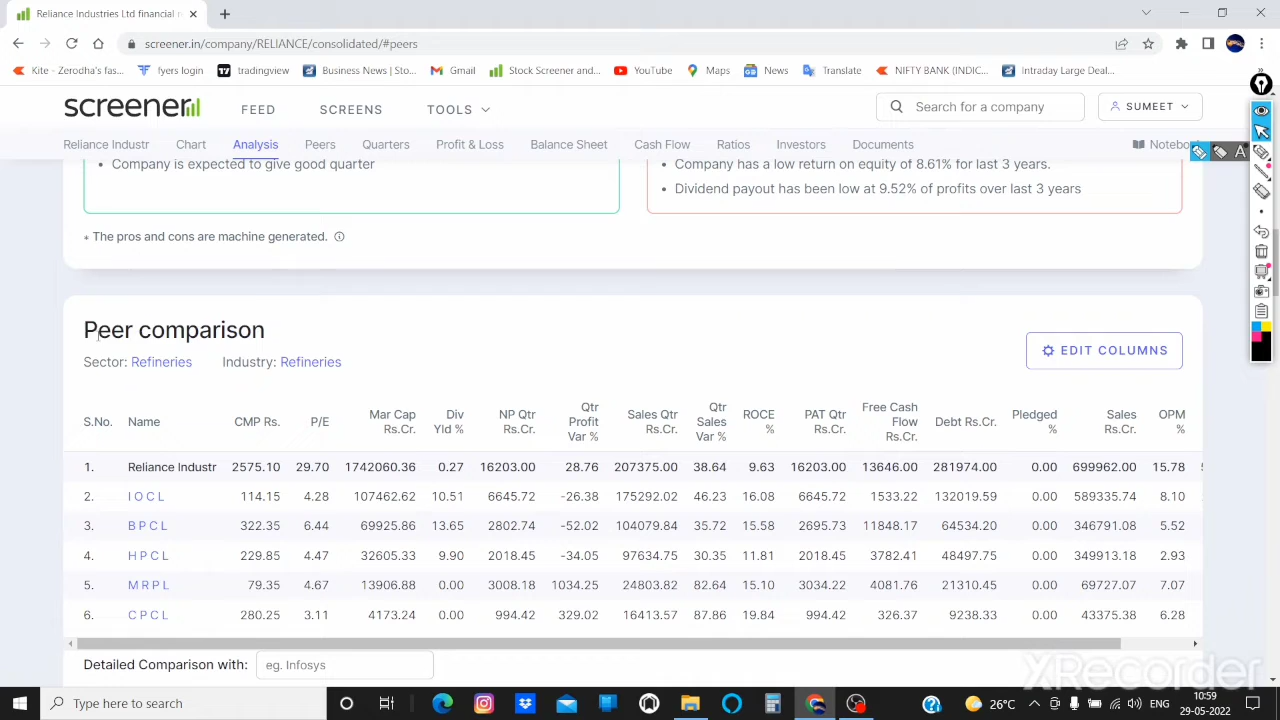 Reliance Industries Ltd financial r
screener.in/company/RELIANCE/consolidated/#peers
Kite - Zerodha's fas... fyers login tradingview Business News | Sto... Gmail Stock Screener and... YouTube Maps News Translate NIFTY BANK (INDIC... Intraday Large Deal...
screener FEED SCREENS TOOLS Search for a company SUMEET
Reliance Industr Chart Analysis Peers Quarters Profit & Loss Balance Sheet Cash Flow Ratios Investors Documents Notebo
• Company is expected to give good quarter
• Company has a low return on equity of 8.61% for last 3 years.
• Dividend payout has been low at 9.52% of profits over last 3 years
* The pros and cons are machine generated.
Peer comparison
Sector: Refineries Industry: Refineries
EDIT COLUMNS
S.No. Name CMP Rs. P/E Mar Cap Rs.Cr. Div Yld % NP Qtr Rs.Cr. Qtr Profit Var % Sales Qtr Rs.Cr. Qtr Sales Var % ROCE % PAT Qtr Rs.Cr. Free Cash Flow Rs.Cr. Debt Rs.Cr. Pledged % Sales Rs.Cr. OPM %
1. Reliance Industr 2575.10 29.70 1742060.36 0.27 16203.00 28.76 207375.00 38.64 9.63 16203.00 13646.00 281974.00 0.00 699962.00 15.78
2. I O C L 114.15 4.28 107462.62 10.51 6645.72 -26.38 175292.02 46.23 16.08 6645.72 1533.22 132019.59 0.00 589335.74 8.10
3. B P C L 322.35 6.44 69925.86 13.65 2802.74 -52.02 104079.84 35.72 15.58 2695.73 11848.17 64534.20 0.00 346791.08 5.52
4. H P C L 229.85 4.47 32605.33 9.90 2018.45 -34.05 97634.75 30.35 11.81 2018.45 3782.41 48497.75 0.00 349913.18 2.93
5. M R P L 79.35 4.67 13906.88 0.00 3008.18 1034.25 24803.82 82.64 15.10 3034.22 4081.76 21310.45 0.00 69727.07 7.07
6. C P C L 280.25 3.11 4173.24 0.00 994.42 329.02 16413.57 87.86 19.84 994.42 326.37 9238.33 0.00 43375.38 6.28
Detailed Comparison with: eg. Infosys
XRecorder
Type here to search
26°C ENG 10:59
29-05-2022